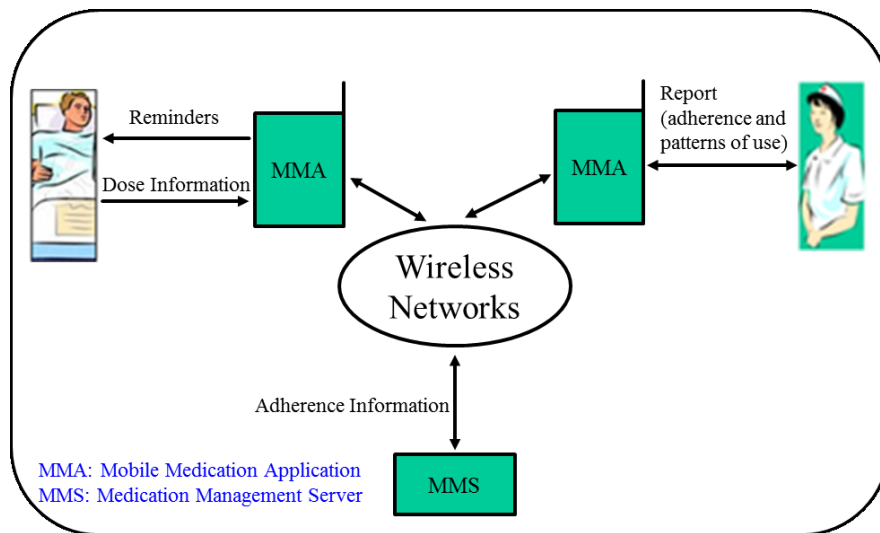 Reminders
Dose Information
MMA
MMA
Report
(adherence and
patterns of use)
Wireless
Networks
Adherence Information
MMS
MMA: Mobile Medication Application
MMS: Medication Management Server